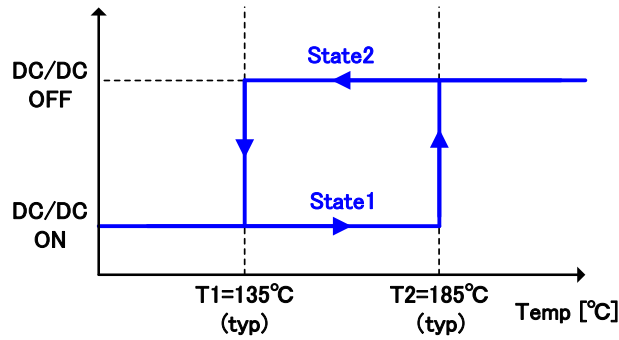 State2
DC/DC
OFF
State1
DC/DC
ON
T1=135℃
(typ)
T2=185℃
(typ)
Temp [℃]